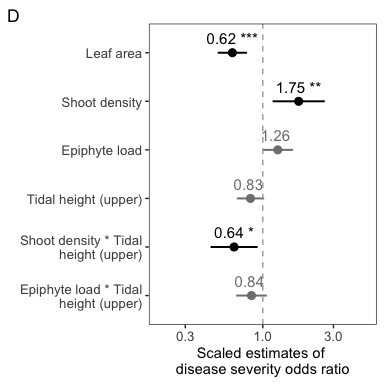 D
Leaf area
0.62 ***
Shoot density
1.75 **
Epiphyte load
1.26
Tidal height (upper)
0.83
Shoot density * Tidal
height (upper)
0.64 *
Epiphyte load * Tidal
height (upper)
0.84
0.3 1.0 3.0
Scaled estimates of
disease severity odds ratio